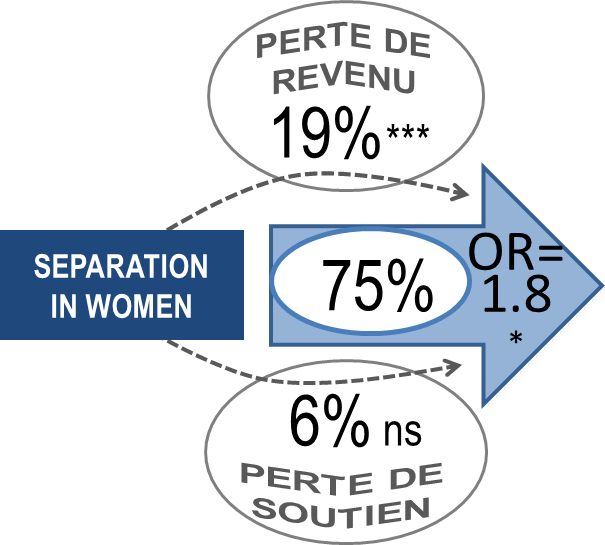 PERTE DE
REVENU
19% ***
SEPARATION
IN WOMEN
75%
OR=
1.8
*
6% ns
PERTE DE
SOUTIEN